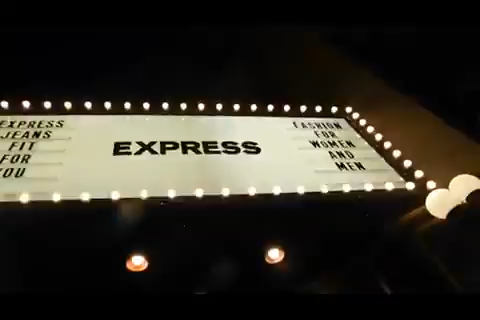 EXPRESS
JEANS
FIT
FOR
YOU
EXPRESS
FASHION
FOR
WOMEN
AND
MEN